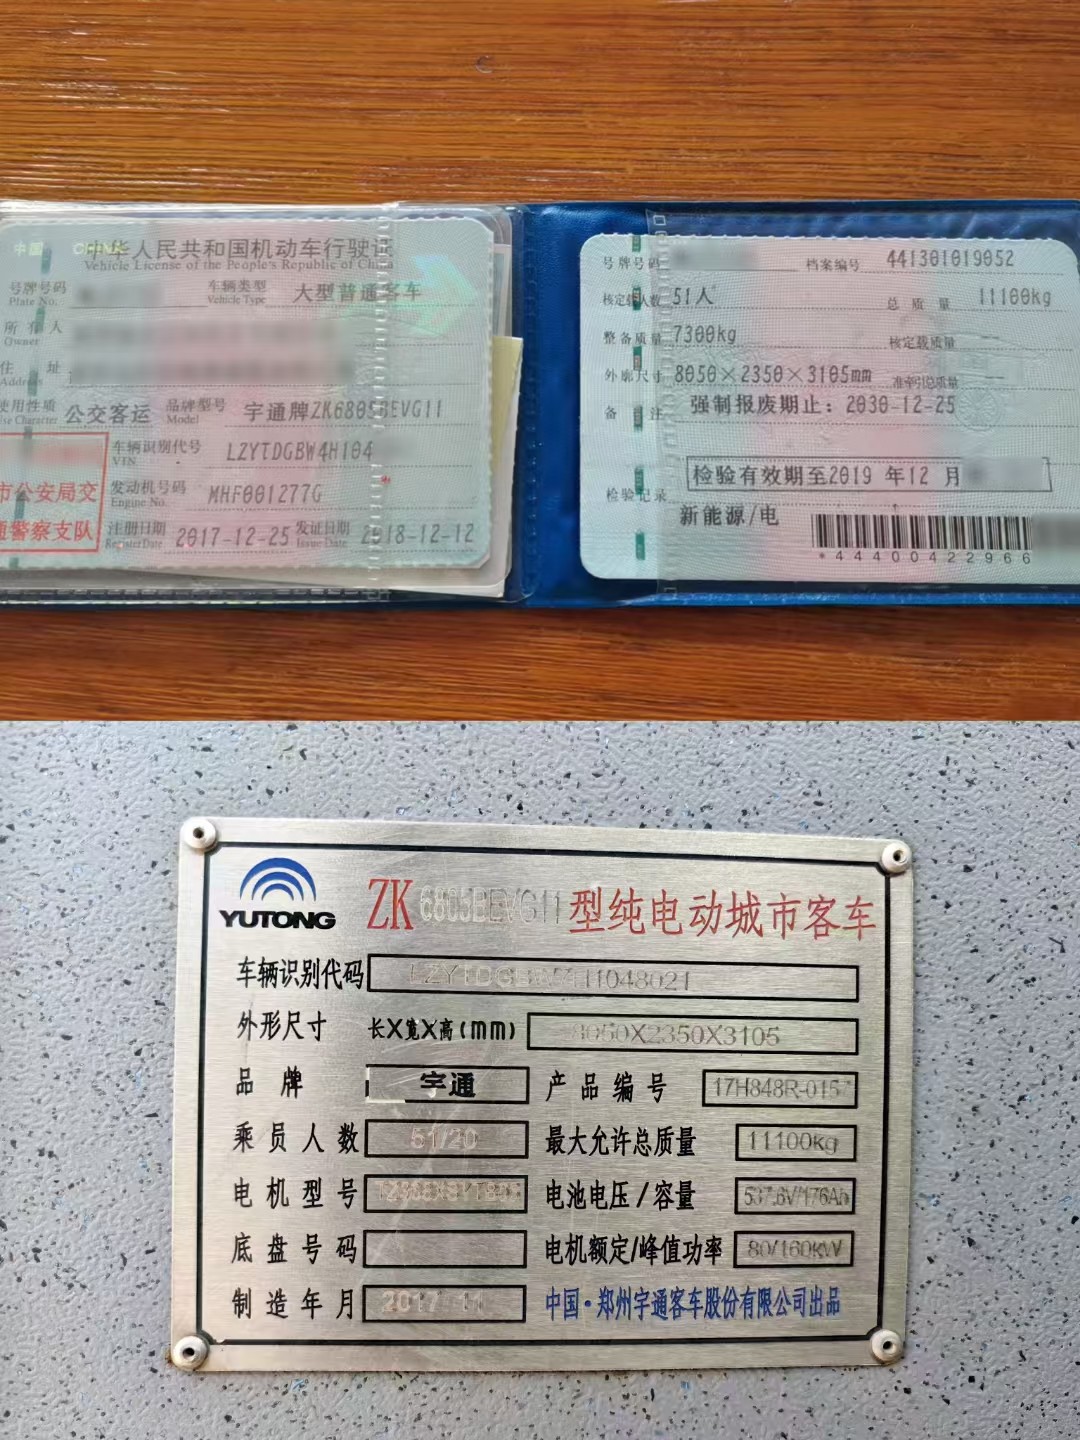 中国 CHINA
中华人民共和国机动车行驶证
Vehicle License of the People's Republic of China
号牌号码
Plate No.
车辆类型 大型普通客车
Vehicle Type
所有人
Owner
住址
Address
使用性质 公交客运 品牌型号 宇通牌ZK6805BEVG11
Use Character Model
车辆识别代号 LZYTDGBW4H104
VIN
市公安局交
通警察支队
发动机号码 MHF001277G
Engine No.
注册日期 2017-12-25 发证日期 2018-12-12
Register Date Issue Date
号牌号码 档案编号 441301019052
核定载人数 51人 总质量 11100kg
整备质量 7300kg 核定载质量 --
外廓尺寸 8050×2350×3105mm 准牵引总质量 --
备注 强制报废期止：2030-12-25
检验有效期至2019 年12 月
检验记录
新能源/电
*44400422966
YUTONG ZK6805BEVG11型纯电动城市客车
车辆识别代码 H1048021
外形尺寸 长X宽X高(mm) 8050X2350X3105
品牌 宇通 产品编号 17H848R-015
乘员人数 51/20 最大允许总质量 11100kg
电机型号 电池电压/容量 537.6V/176Ah
底盘号码 电机额定/峰值功率 80/160KW
制造年月 2017 11 中国·郑州宇通客车股份有限公司出品